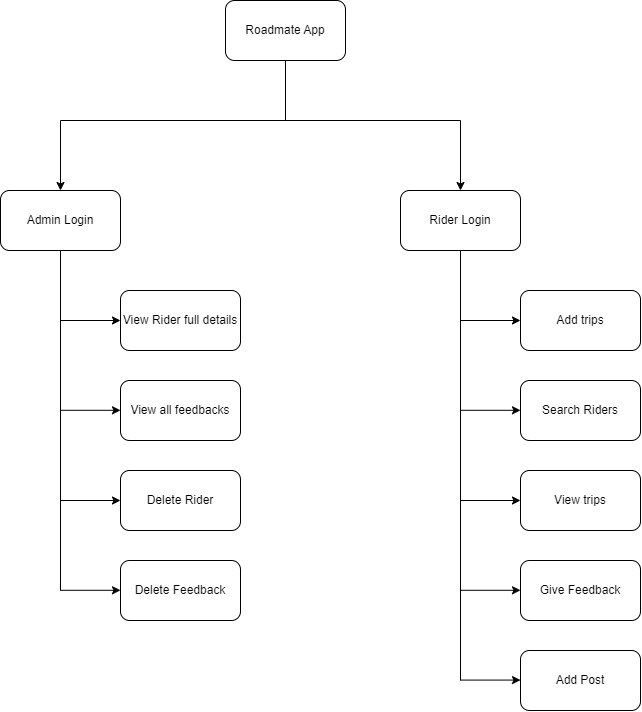 Roadmate App
Admin Login
Rider Login
View Rider full details
Add trips
View all feedbacks
Search Riders
Delete Rider
View trips
Delete Feedback
Give Feedback
Add Post